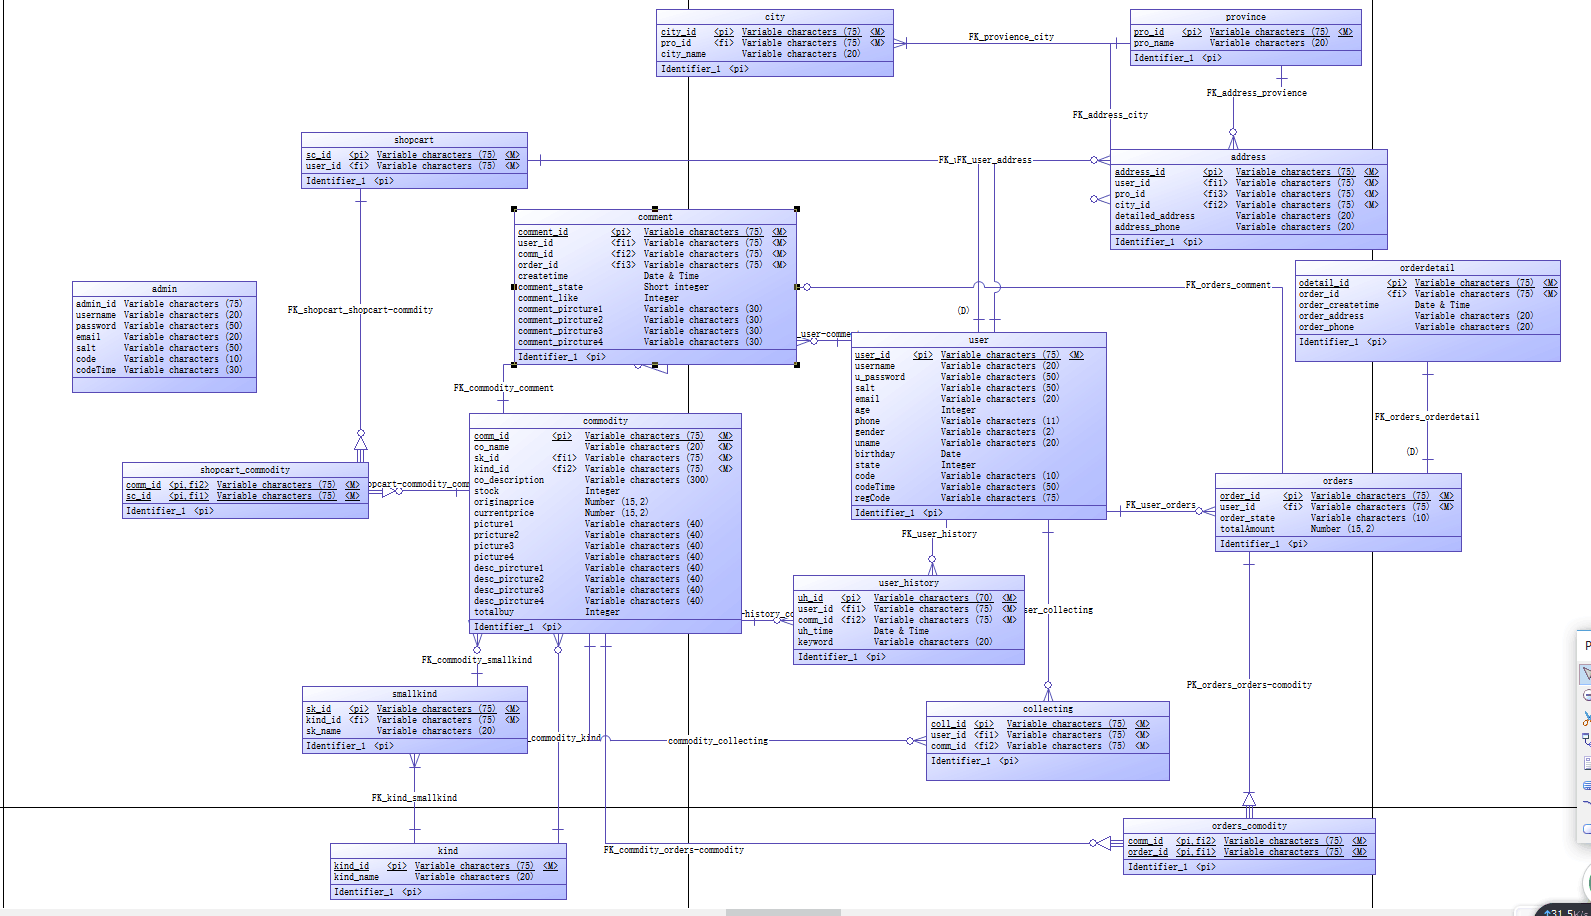 city
city_id <pi> Variable characters (75) <M>
pro_id <fi> Variable characters (75) <M>
city_name Variable characters (20)
Identifier_1 <pi>
FK_provience_city
province
pro_id <pi> Variable characters (75) <M>
pro_name Variable characters (20)
Identifier_1 <pi>
FK_address_provience
FK_address_city
shopcart
sc_id <pi> Variable characters (75) <M>
user_id <fi> Variable characters (75) <M>
Identifier_1 <pi>
FK_user_address
address
address_id <pi> Variable characters (75) <M>
user_id <fi1> Variable characters (75) <M>
pro_id <fi3> Variable characters (75) <M>
city_id <fi2> Variable characters (75) <M>
detailed_address Variable characters (20)
address_phone Variable characters (20)
Identifier_1 <pi>
comment
comment_id <pi> Variable characters (75) <M>
user_id <fi1> Variable characters (75) <M>
comm_id <fi2> Variable characters (75) <M>
order_id <fi3> Variable characters (75) <M>
createtime Date & Time
comment_state Short integer
comment_like Integer
comment_pircture1 Variable characters (30)
comment_pircture2 Variable characters (30)
comment_pircture3 Variable characters (30)
comment_pircture4 Variable characters (30)
Identifier_1 <pi>
admin
admin_id Variable characters (75)
username Variable characters (20)
password Variable characters (50)
email Variable characters (20)
salt Variable characters (50)
code Variable characters (10)
codeTime Variable characters (30)
FK_shopcart_shopcart-commdity
FK_orders_comment
(D)
orderdetail
odetail_id <pi> Variable characters (75) <M>
order_id <fi> Variable characters (75) <M>
order_createtime Date & Time
order_address Variable characters (20)
order_phone Variable characters (20)
Identifier_1 <pi>
_user-comme
user
user_id <pi> Variable characters (75) <M>
username Variable characters (20)
u_password Variable characters (50)
salt Variable characters (50)
email Variable characters (20)
age Integer
phone Variable characters (11)
gender Variable characters (2)
uname Variable characters (20)
birthday Date
state Integer
code Variable characters (10)
codeTime Variable characters (50)
regCode Variable characters (75)
Identifier_1 <pi>
FK_commodity_comment
FK_orders_orderdetail
(D)
commodity
comm_id <pi> Variable characters (75) <M>
co_name Variable characters (20) <M>
sk_id <fi1> Variable characters (75) <M>
kind_id <fi2> Variable characters (75) <M>
co_description Variable characters (300)
stock Integer
originaprice Number (15,2)
currentprice Number (15,2)
picture1 Variable characters (40)
pricture2 Variable characters (40)
picture3 Variable characters (40)
picture4 Variable characters (40)
desc_pircture1 Variable characters (40)
desc_pircture2 Variable characters (40)
desc_pircture3 Variable characters (40)
desc_pircture4 Variable characters (40)
totalbuy Integer
Identifier_1 <pi>
shopcart_commodity
comm_id <pi,fi2> Variable characters (75) <M>
sc_id <pi,fi1> Variable characters (75) <M>
Identifier_1 <pi>
opcart-commodity_com
orders
order_id <pi> Variable characters (75) <M>
user_id <fi> Variable characters (75) <M>
order_state Variable characters (10)
totalAmount Number (15,2)
Identifier_1 <pi>
FK_user_orders
FK_user_history
user_history
uh_id <pi> Variable characters (70) <M>
user_id <fi1> Variable characters (75) <M>
comm_id <fi2> Variable characters (75) <M>
uh_time Date & Time
keyword Variable characters (20)
Identifier_1 <pi>
-history_co
ser_collecting
FK_commodity_smallkind
smallkind
sk_id <pi> Variable characters (75) <M>
kind_id <fi> Variable characters (75) <M>
sk_name Variable characters (20)
Identifier_1 <pi>
PK_orders_orders-comodity
_commodity_kind
commodity_collecting
collecting
coll_id <pi> Variable characters (75) <M>
user_id <fi1> Variable characters (75) <M>
comm_id <fi2> Variable characters (75) <M>
Identifier_1 <pi>
FK_kind_smallkind
kind
kind_id <pi> Variable characters (75) <M>
kind_name Variable characters (20)
Identifier_1 <pi>
FK_commdity_orders-commodity
orders_comodity
comm_id <pi,fi2> Variable characters (75) <M>
order_id <pi,fi1> Variable characters (75) <M>
Identifier_1 <pi>